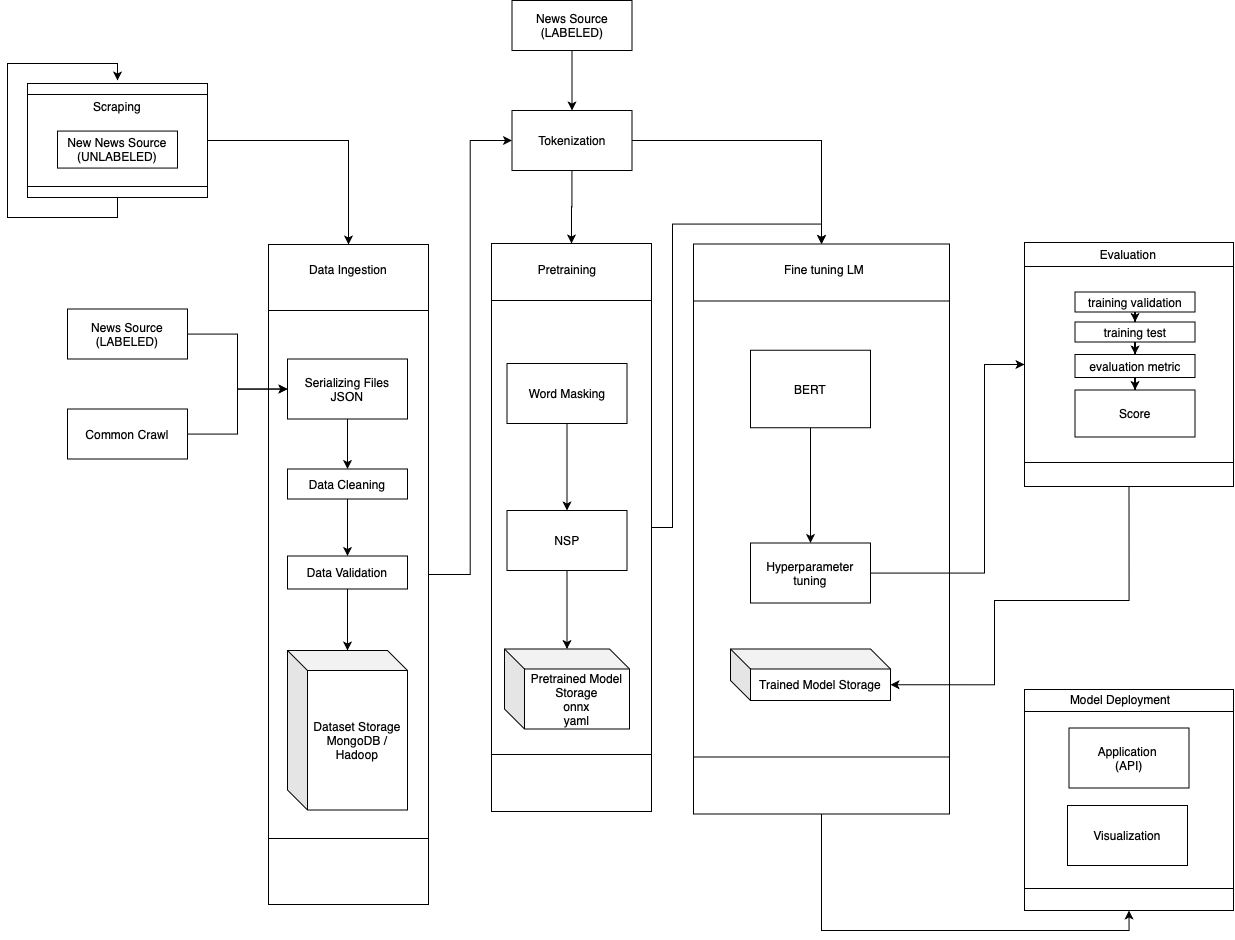 News Source
(LABELED)
Scraping
New News Source
(UNLABELED)
Tokenization
Data Ingestion
Pretraining
Fine tuning LM
Evaluation
News Source
(LABELED)
Common Crawl
Serializing Files
JSON
Data Cleaning
Data Validation
Dataset Storage
MongoDB /
Hadoop
Word Masking
NSP
Pretrained Model
Storage
onnx
yaml
BERT
Hyperparameter
tuning
Trained Model Storage
training validation
training test
evaluation metric
Score
Model Deployment
Application
(API)
Visualization